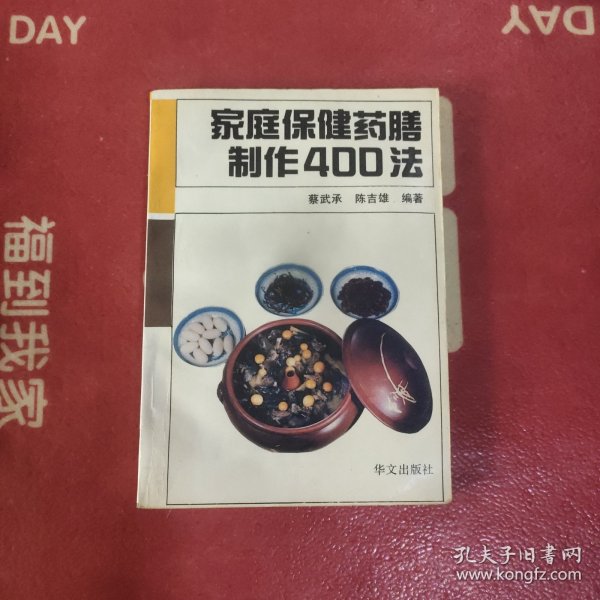 DAY
DAY
家庭保健药膳
制作400法
蔡武承 陈吉雄 编著
福到我家
华文出版社
DAY
孔夫子旧书网
www.kongfz.com